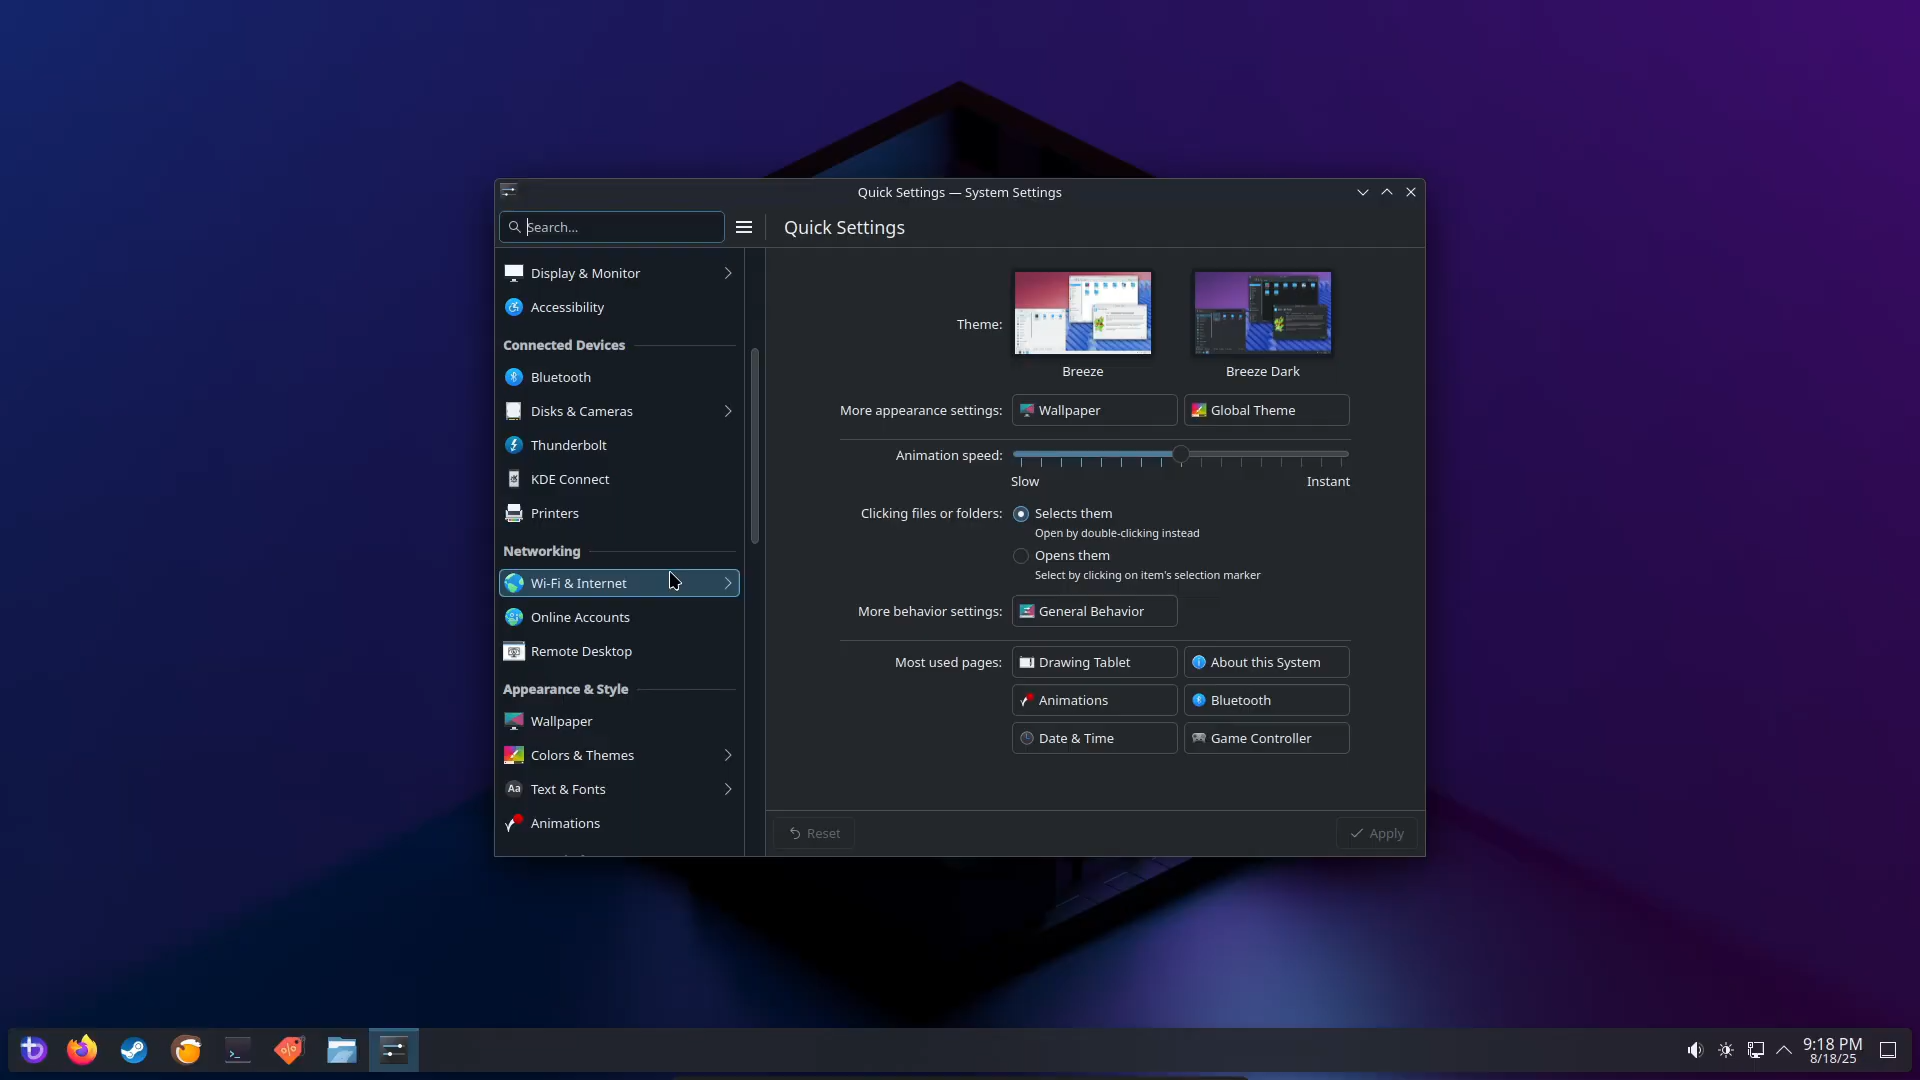 Quick Settings — System Settings
Search...
Quick Settings
Display & Monitor
Accessibility
Connected Devices
Bluetooth
Disks & Cameras
Thunderbolt
KDE Connect
Printers
Networking
Wi-Fi & Internet
Online Accounts
Remote Desktop
Appearance & Style
Wallpaper
Colors & Themes
Aa Text & Fonts
Animations
Theme:
Breeze
Breeze Dark
More appearance settings: Wallpaper Global Theme
Animation speed:
Slow Instant
Clicking files or folders: Selects them
Open by double-clicking instead
Opens them
Select by clicking on item's selection marker
More behavior settings: General Behavior
Most used pages: Drawing Tablet About this System
Animations Bluetooth
Date & Time Game Controller
Reset Apply
9:18 PM
8/18/25